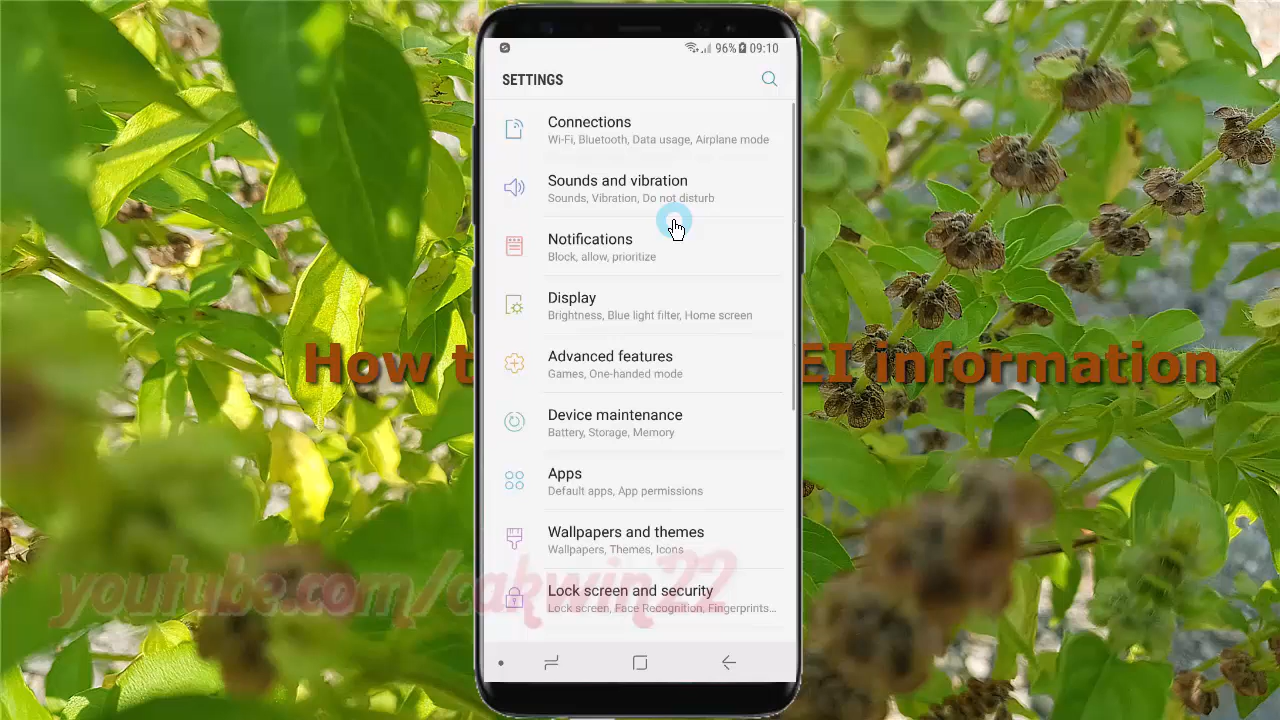 96% 09:10
SETTINGS
Connections
Wi-Fi, Bluetooth, Data usage, Airplane mode
Sounds and vibration
Sounds, Vibration, Do not disturb
Notifications
Block, allow, prioritize
Display
Brightness, Blue light filter, Home screen
How t EI information
Advanced features
Games, One-handed mode
Device maintenance
Battery, Storage, Memory
Apps
Default apps, App permissions
Wallpapers and themes
Wallpapers, Themes, Icons
youtube.com/cakwin22
Lock screen and security
Lock screen, Face Recognition, Fingerprints...